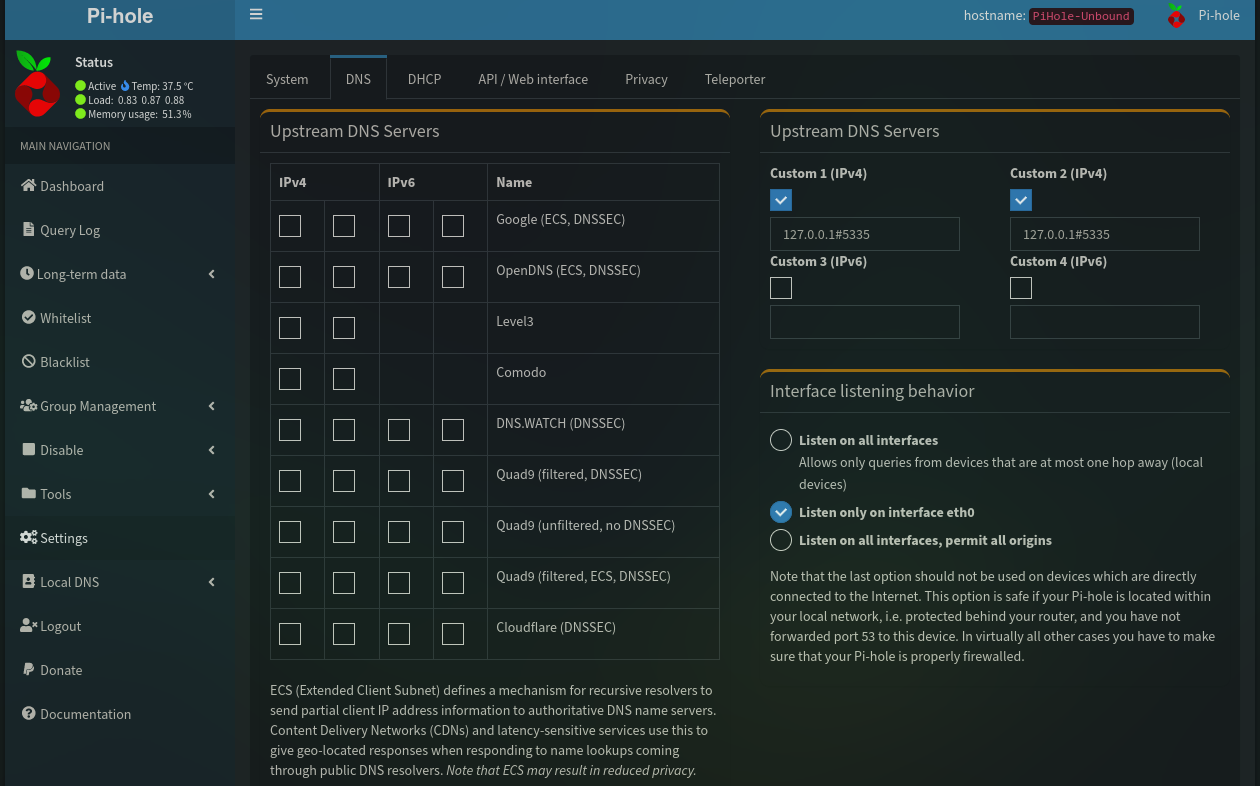 Pi-hole
hostname: PiHole-Unbound
Pi-hole
Status
Active Temp: 37.5 °C
Load: 0.83 0.87 0.88
Memory usage: 51.3%
MAIN NAVIGATION
Dashboard
Query Log
Long-term data
Whitelist
Blacklist
Group Management
Disable
Tools
Settings
Local DNS
Logout
Donate
Documentation
System DNS DHCP API / Web interface Privacy Teleporter
Upstream DNS Servers
IPv4 IPv6 Name
Google (ECS, DNSSEC)
OpenDNS (ECS, DNSSEC)
Level3
Comodo
DNS.WATCH (DNSSEC)
Quad9 (filtered, DNSSEC)
Quad9 (unfiltered, no DNSSEC)
Quad9 (filtered, ECS, DNSSEC)
Cloudflare (DNSSEC)
ECS (Extended Client Subnet) defines a mechanism for recursive resolvers to
send partial client IP address information to authoritative DNS name servers.
Content Delivery Networks (CDNs) and latency-sensitive services use this to
give geo-located responses when responding to name lookups coming
through public DNS resolvers. Note that ECS may result in reduced privacy.
Upstream DNS Servers
Custom 1 (IPv4) Custom 2 (IPv4)
127.0.0.1#5335 127.0.0.1#5335
Custom 3 (IPv6) Custom 4 (IPv6)
Interface listening behavior
Listen on all interfaces
Allows only queries from devices that are at most one hop away (local
devices)
Listen only on interface eth0
Listen on all interfaces, permit all origins
Note that the last option should not be used on devices which are directly
connected to the Internet. This option is safe if your Pi-hole is located within
your local network, i.e. protected behind your router, and you have not
forwarded port 53 to this device. In virtually all other cases you have to make
sure that your Pi-hole is properly firewalled.